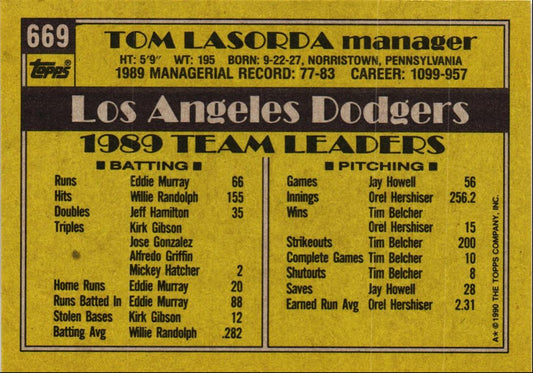 669
topps
TOM LASORDA manager
HT: 5'9" WT: 195 BORN: 9-22-27, NORRISTOWN, PENNSYLVANIA
1989 MANAGERIAL RECORD: 77-83 CAREER: 1099-957
Los Angeles Dodgers
1989 TEAM LEADERS
BATTING
Runs Eddie Murray 66
Hits Willie Randolph 155
Doubles Jeff Hamilton 35
Triples Kirk Gibson
Jose Gonzalez
Alfredo Griffin
Mickey Hatcher 2
Home Runs Eddie Murray 20
Runs Batted In Eddie Murray 88
Stolen Bases Kirk Gibson 12
Batting Avg Willie Randolph .282
PITCHING
Games Jay Howell 56
Innings Orel Hershiser 256.2
Wins Tim Belcher
Orel Hershiser 15
Strikeouts Tim Belcher 200
Complete Games Tim Belcher 10
Shutouts Tim Belcher 8
Saves Jay Howell 28
Earned Run Avg Orel Hershiser 2.31
A* © 1990 THE TOPPS COMPANY, INC.